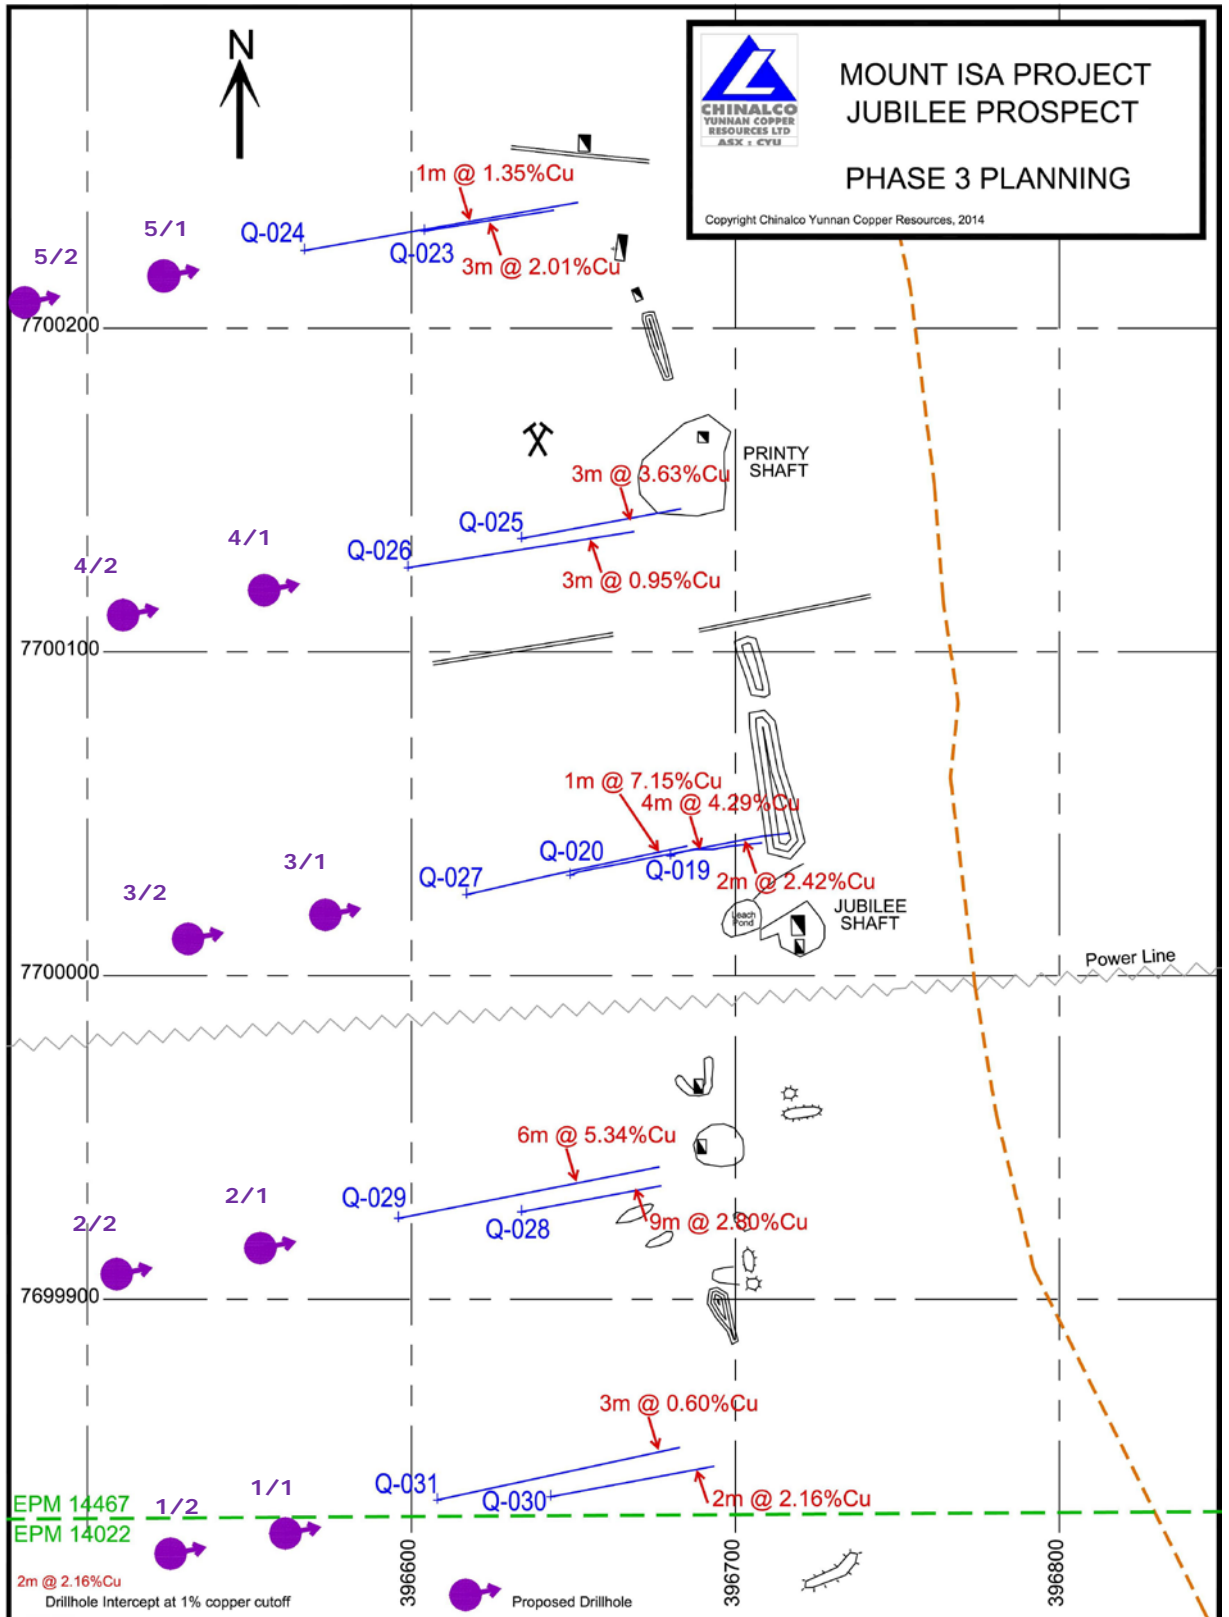 N
CHINALCO
YUNNAN COPPER
RESOURCES LTD
ASX : CYU
MOUNT ISA PROJECT
JUBILEE PROSPECT
PHASE 3 PLANNING
Copyright Chinalco Yunnan Copper Resources, 2014
1m @ 1.35%Cu
5/1
Q-024
5/2
Q-023
3m @ 2.01%Cu
7700200
PRINTY
SHAFT
3m @ 3.63%Cu
Q-025
4/1
Q-026
4/2
3m @ 0.95%Cu
7700100
1m @ 7.15%Cu
4m @ 4.29%Cu
Q-020
3/1
Q-019
Q-027
2m @ 2.42%Cu
3/2
JUBILEE
SHAFT
Leach
Pond
Power Line
7700000
6m @ 5.34%Cu
2/1
Q-029
2/2
Q-028
9m @ 2.80%Cu
7699900
3m @ 0.60%Cu
Q-031
1/1
Q-030
2m @ 2.16%Cu
EPM 14467
1/2
EPM 14022
396600
396700
396800
2m @ 2.16%Cu
Drillhole Intercept at 1% copper cutoff
Proposed Drillhole